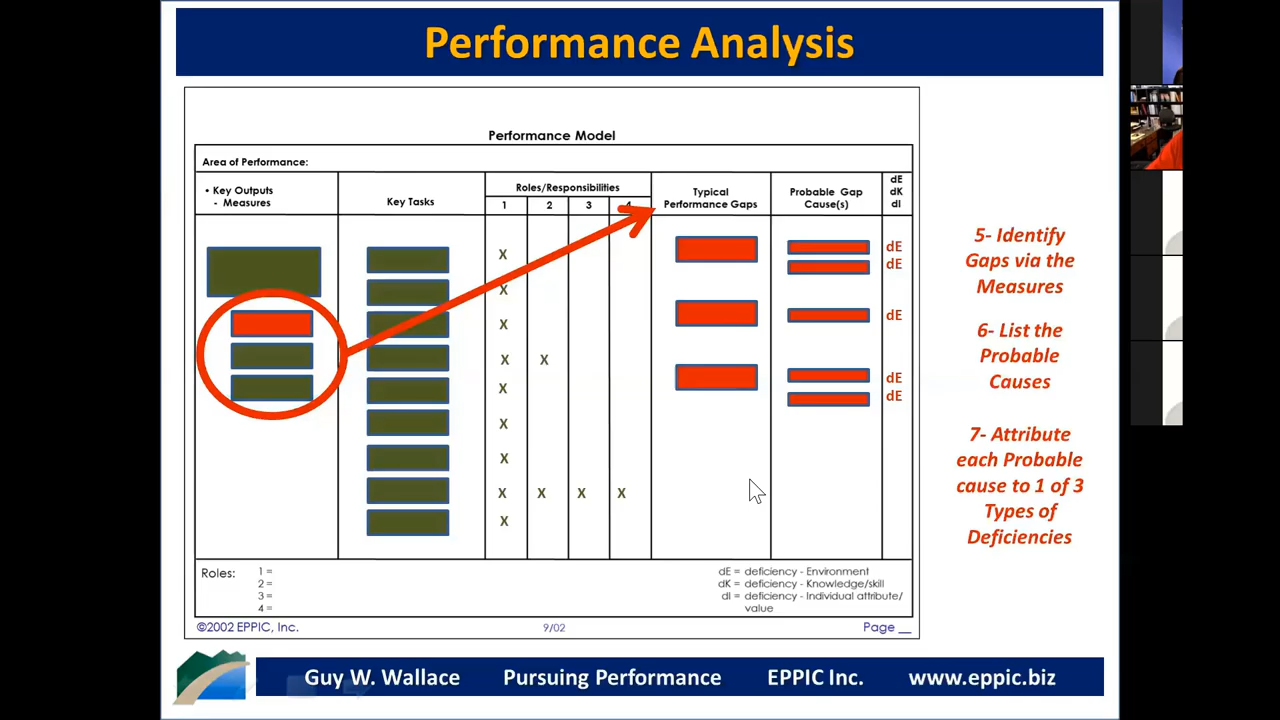 Performance Analysis
Performance Model
Area of Performance:
• Key Outputs
- Measures
Key Tasks
Roles/Responsibilities
1 2 3 4
Typical
Performance Gaps
Probable Gap
Cause(s)
dE
dK
dI
X
X
X
X X
X
X
X
X X X X
X
dE
dE
dE
dE
dE
5- Identify
Gaps via the
Measures
6- List the
Probable
Causes
7- Attribute
each Probable
cause to 1 of 3
Types of
Deficiencies
Roles: 1 =
2 =
3 =
4 =
dE = deficiency - Environment
dK = deficiency - Knowledge/skill
dI = deficiency - Individual attribute/
value
©2002 EPPIC, Inc. 9/02 Page __
Guy W. Wallace Pursuing Performance EPPIC Inc. www.eppic.biz